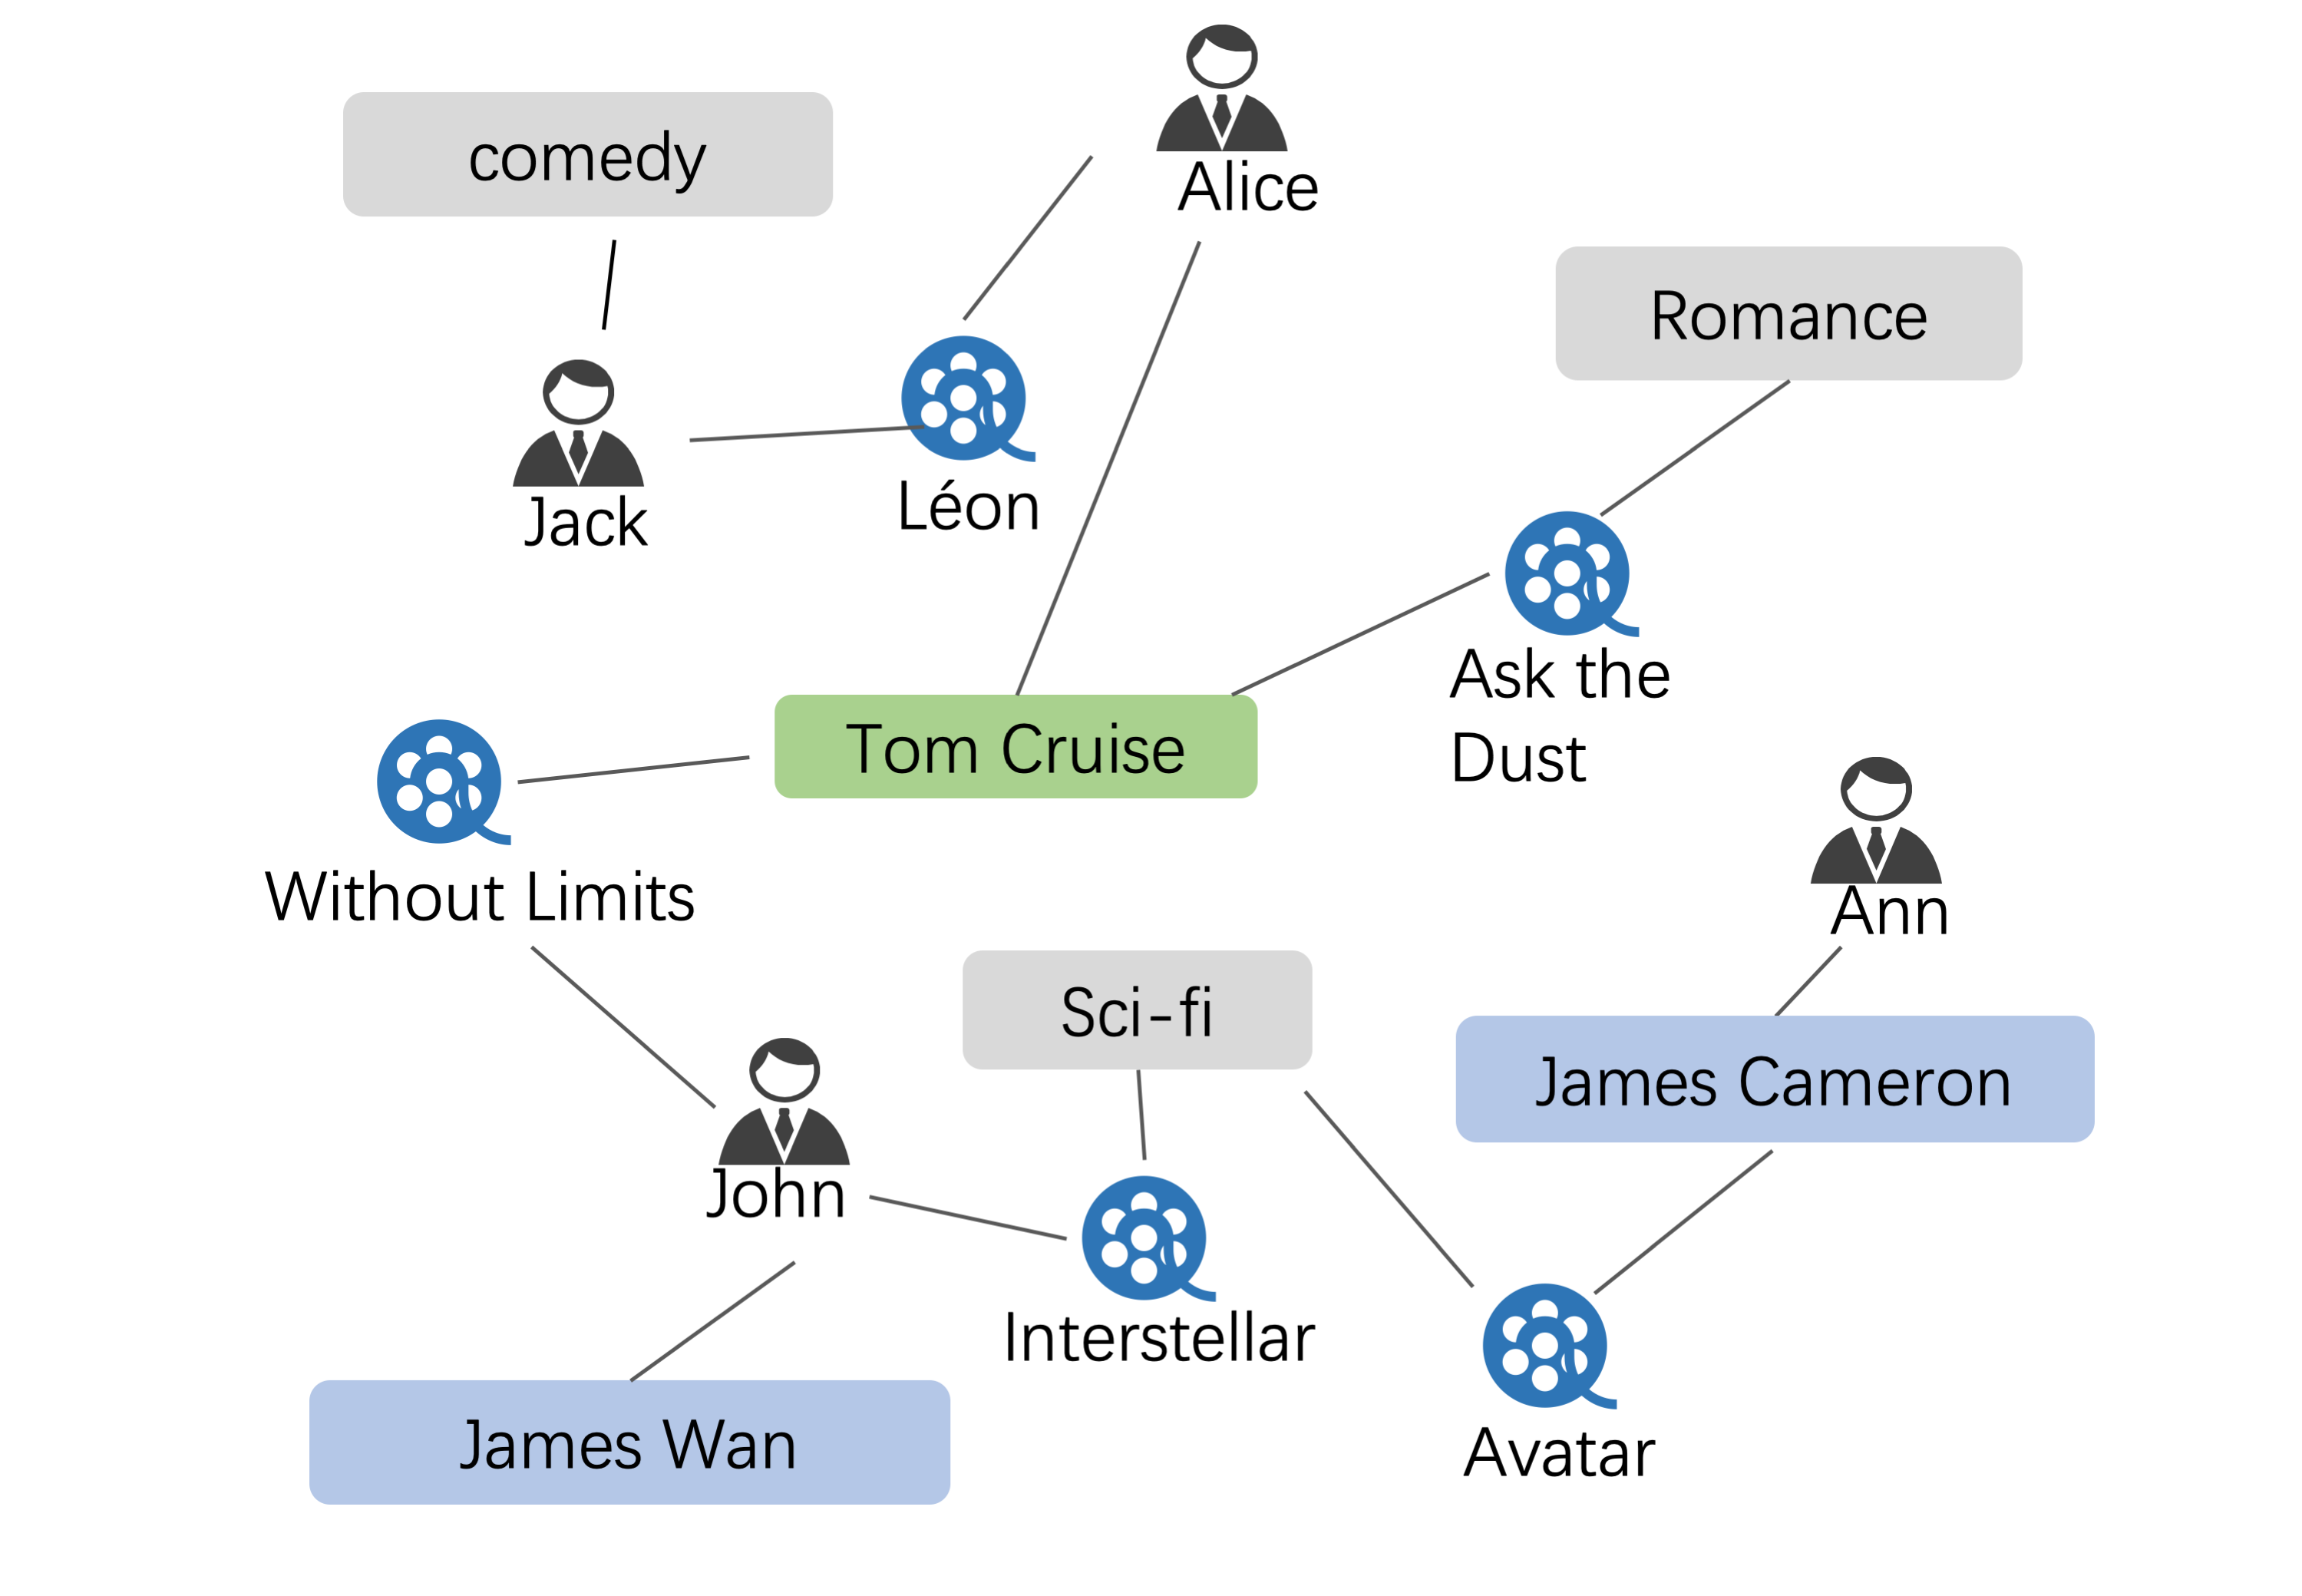 Alice
comedy
Romance
Jack
Léon
Ask the
Dust
Tom Cruise
Without Limits
Ann
Sci-fi
James Cameron
John
Interstellar
James Wan
Avatar